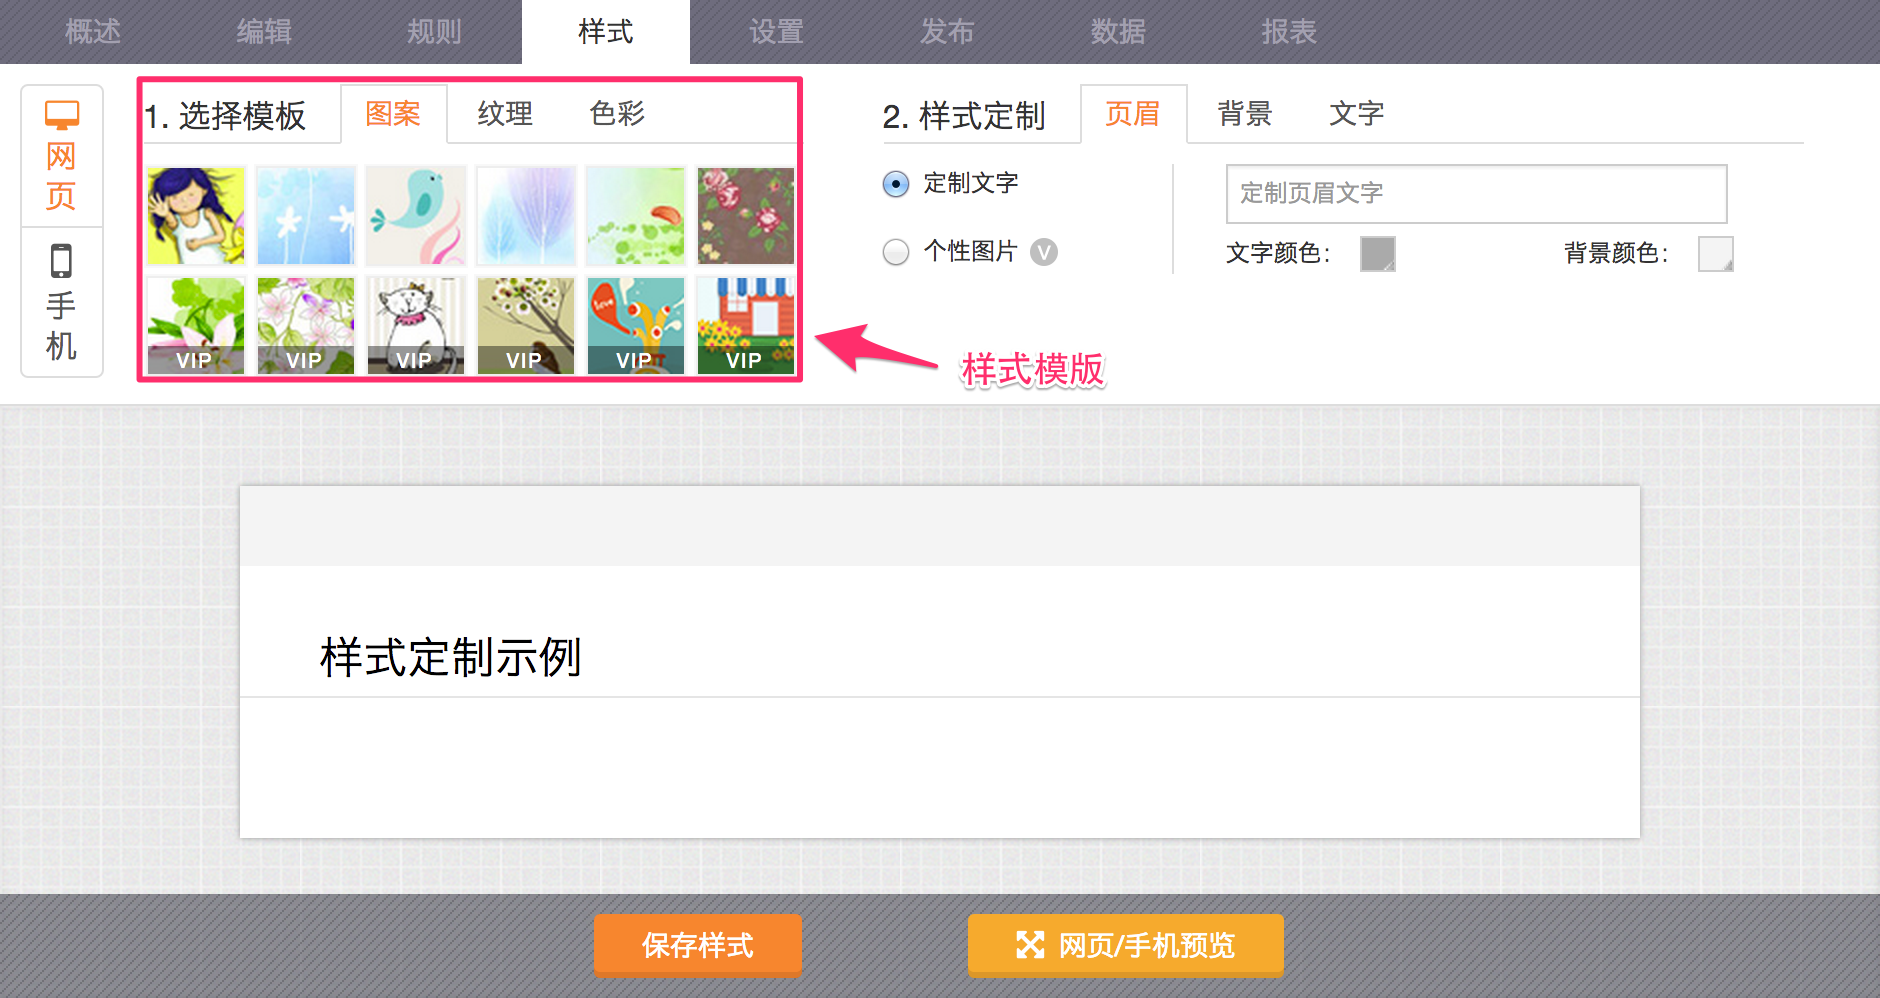 概述 编辑 规则 样式 设置 发布 数据 报表
网页
手机
1. 选择模板 图案 纹理 色彩
love
VIP VIP VIP VIP VIP VIP
样式模版
2. 样式定制 页眉 背景 文字
定制文字
个性图片 V
定制页眉文字
文字颜色: 背景颜色:
样式定制示例
保存样式 网页/手机预览